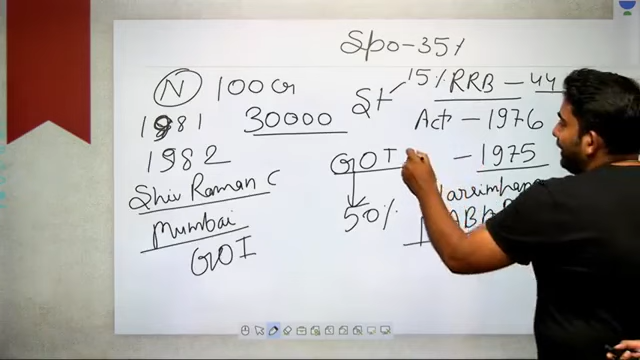 Spo-35%
N 100 Cr
1981 30000
1982
Shiv Raman C
Mumbai
GOI
St 15% RRB - 44
Act - 1976
GOI - 1975
50%